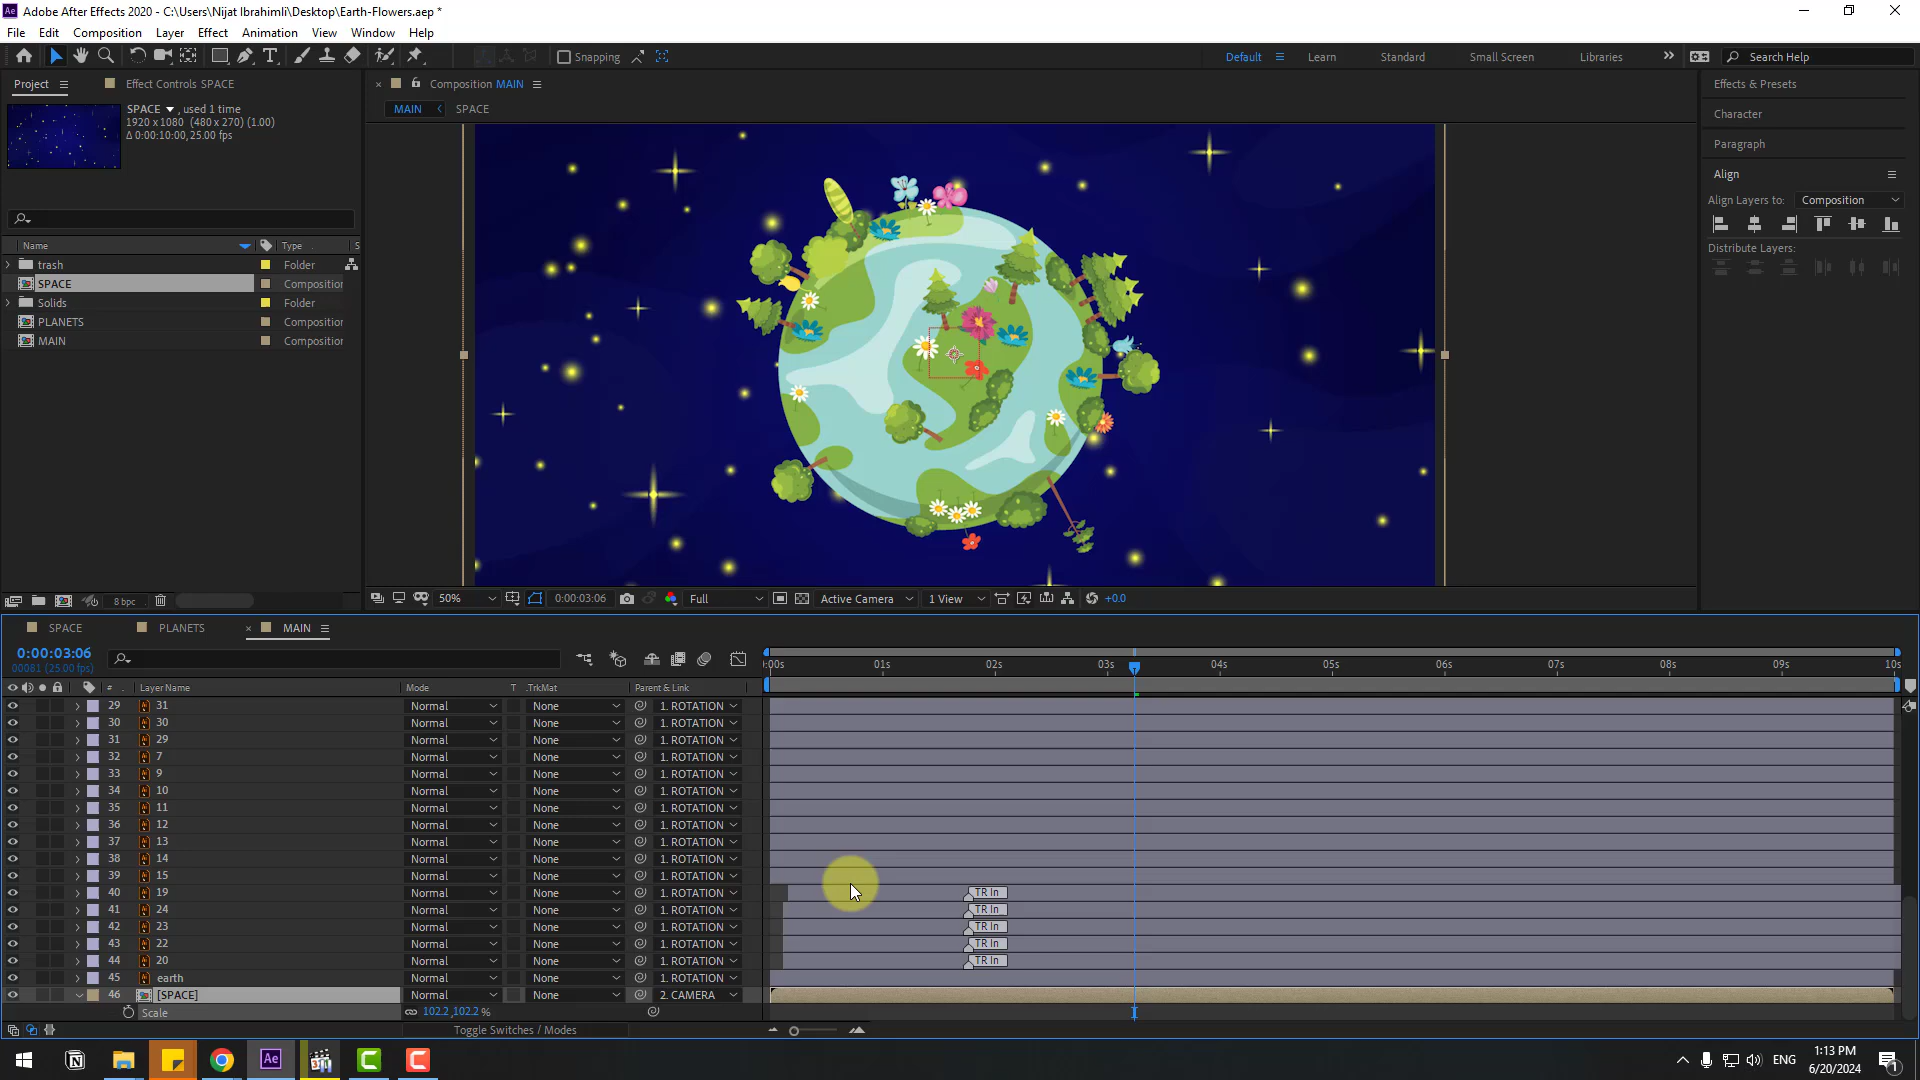 Adobe After Effects 2020 - C:\Users\Nijat Ibrahimli\Desktop\Earth-Flowers.aep *
File Edit Composition Layer Effect Animation View Window Help
Snapping Default Learn Standard Small Screen Libraries Search Help
Project Effect Controls SPACE Composition MAIN Effects & Presets
SPACE , used 1 time
1920 x 1080 (480 x 270) (1.00)
Δ 0:00:10:00, 25.00 fps
MAIN SPACE
Character
Paragraph
Align
Align Layers to: Composition
Distribute Layers:
Name Type S
trash Folder
SPACE Composition
Solids Folder
PLANETS Composition
MAIN Composition
8 bpc 50% 0:00:03:06 Full Active Camera 1 View +0.0
SPACE PLANETS MAIN
0:00:03:06
00081 (25.00 fps)
:00s 01s 02s 03s 04s 05s 06s 07s 08s 09s 10s
# Layer Name Mode T .TrkMat Parent & Link
29 31 Normal None 1. ROTATION
30 30 Normal None 1. ROTATION
31 29 Normal None 1. ROTATION
32 7 Normal None 1. ROTATION
33 9 Normal None 1. ROTATION
34 10 Normal None 1. ROTATION
35 11 Normal None 1. ROTATION
36 12 Normal None 1. ROTATION
37 13 Normal None 1. ROTATION
38 14 Normal None 1. ROTATION
39 15 Normal None 1. ROTATION
40 19 Normal None 1. ROTATION TR In
41 24 Normal None 1. ROTATION TR In
42 23 Normal None 1. ROTATION TR In
43 22 Normal None 1. ROTATION TR In
44 20 Normal None 1. ROTATION TR In
45 earth Normal None 1. ROTATION
46 [SPACE] Normal None 2. CAMERA
Scale 102.2,102.2 %
Toggle Switches / Modes
ENG 1:13 PM
6/20/2024